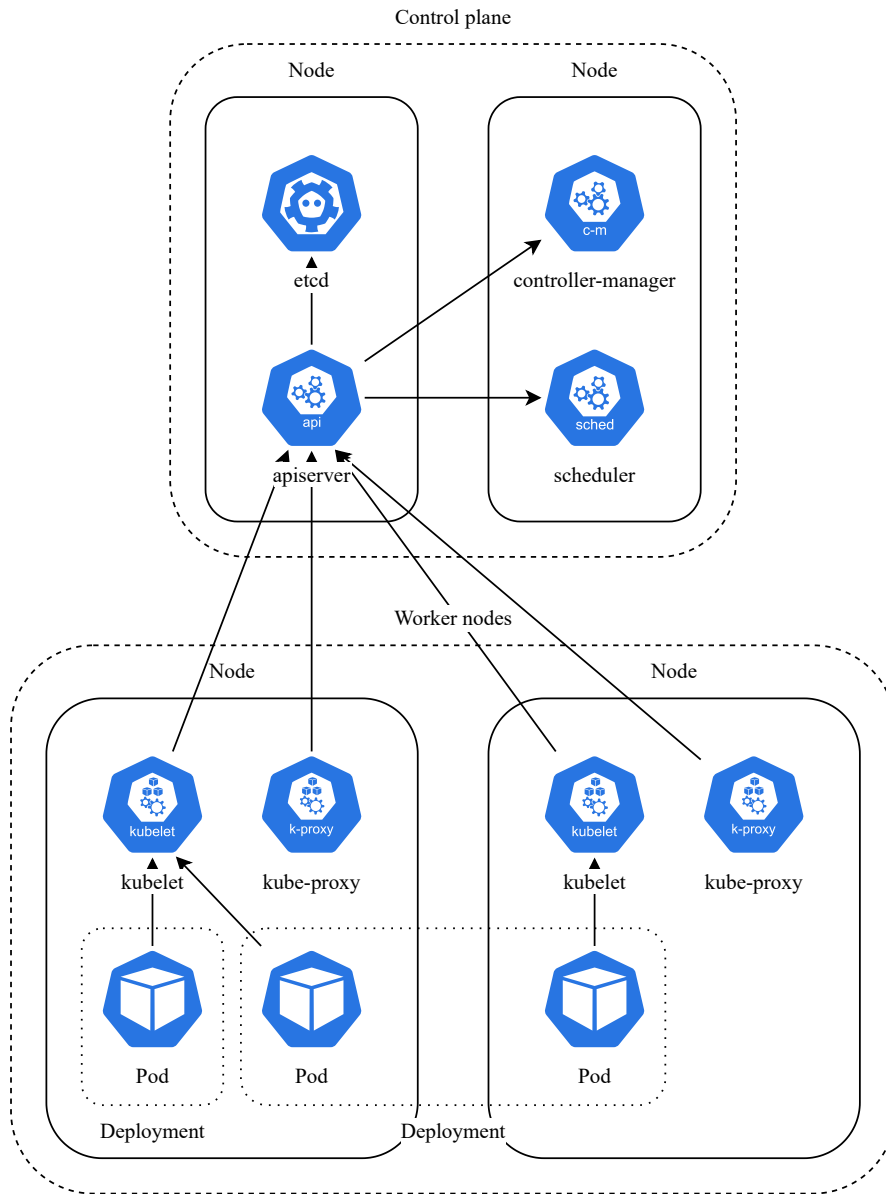 Control plane
Node
Node
c-m
etcd
controller-manager
api
sched
apiserver
scheduler
Worker nodes
Node
Node
kubelet
k-proxy
kubelet
k-proxy
kubelet
kube-proxy
kubelet
kube-proxy
Pod
Pod
Pod
Deployment
Deployment